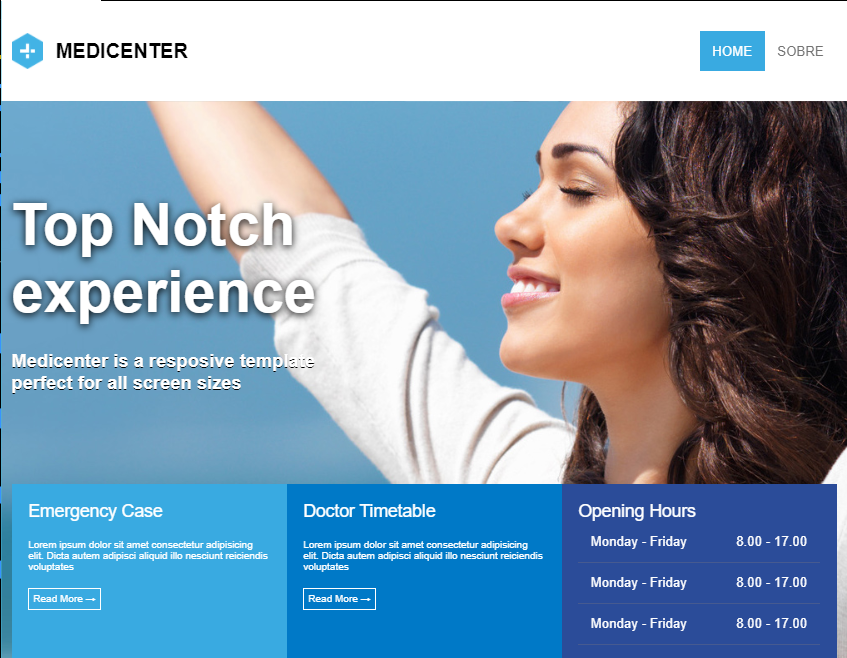 MEDICENTER
HOME SOBRE
Top Notch
experience
Medicenter is a resposive template
perfect for all screen sizes
Emergency Case
Lorem ipsum dolor sit amet consectetur adipisicing
elit. Dicta autem adipisci aliquid illo nesciunt reiciendis
voluptates
Read More →
Doctor Timetable
Lorem ipsum dolor sit amet consectetur adipisicing
elit. Dicta autem adipisci aliquid illo nesciunt reiciendis
voluptates
Read More →
Opening Hours
Monday - Friday 8.00 - 17.00
Monday - Friday 8.00 - 17.00
Monday - Friday 8.00 - 17.00